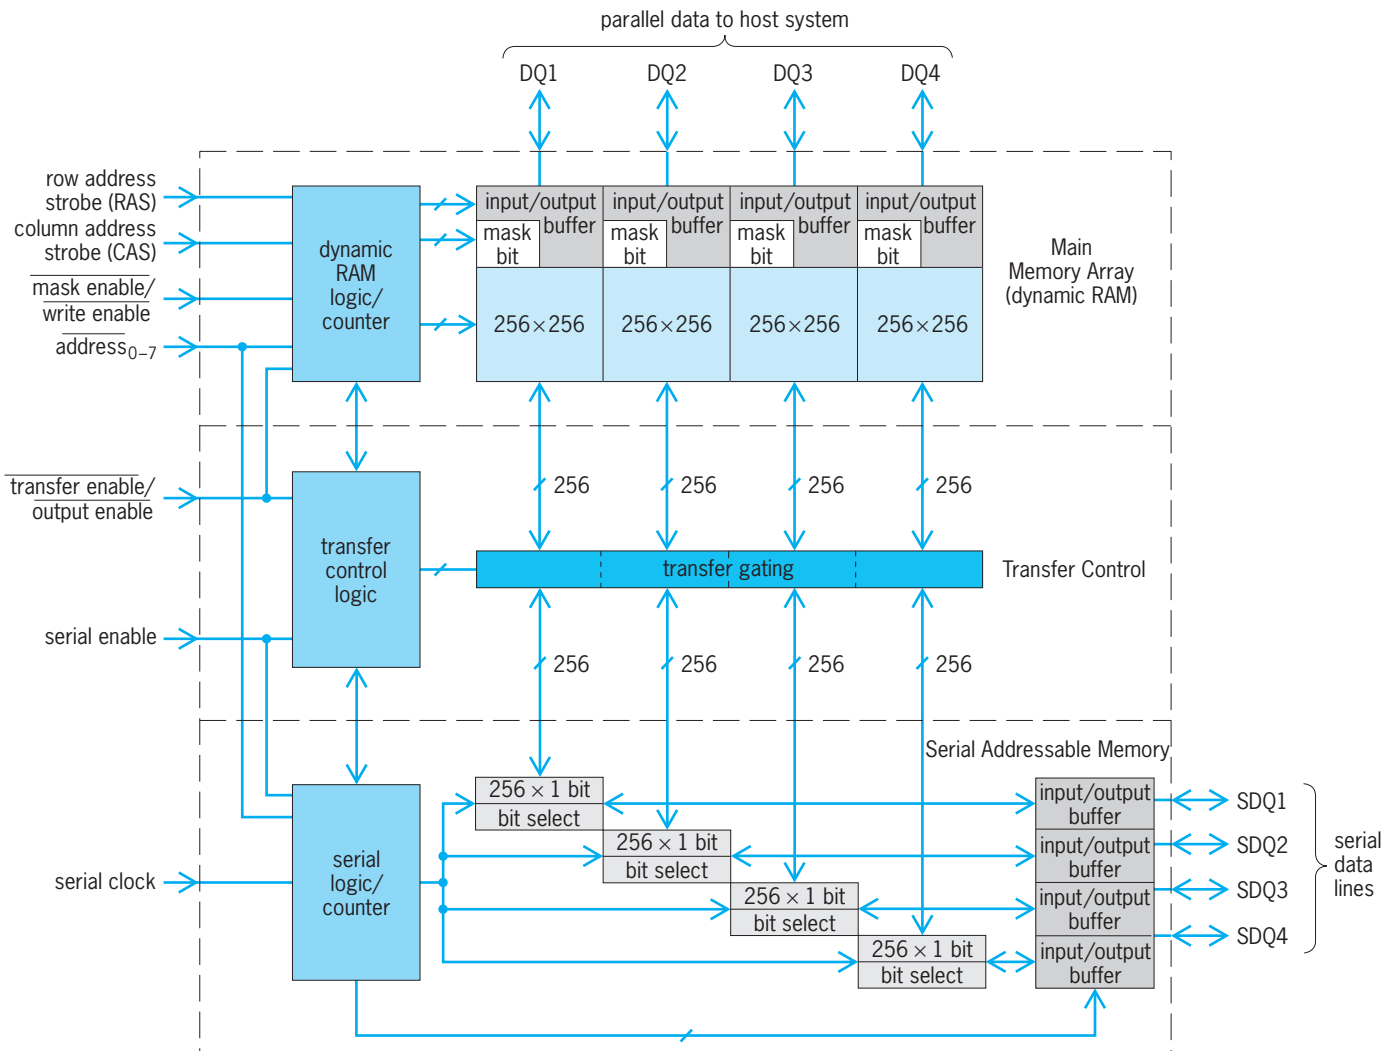 parallel data to host system
DQ1 DQ2 DQ3 DQ4
row address
strobe (RAS)
column address
strobe (CAS)
mask enable/
write enable
address0–7
dynamic
RAM
logic/
counter
input/output
buffer
mask
bit
input/output
buffer
mask
bit
input/output
buffer
mask
bit
input/output
buffer
mask
bit
256×256 256×256 256×256 256×256
Main
Memory Array
(dynamic RAM)
transfer enable/
output enable
256 256 256 256
transfer
control
logic
transfer gating
Transfer Control
serial enable
256 256 256 256
Serial Addressable Memory
serial clock
serial
logic/
counter
256 × 1 bit
bit select
256 × 1 bit
bit select
256 × 1 bit
bit select
256 × 1 bit
bit select
input/output
buffer
input/output
buffer
input/output
buffer
input/output
buffer
SDQ1
SDQ2
SDQ3
SDQ4
serial
data
lines